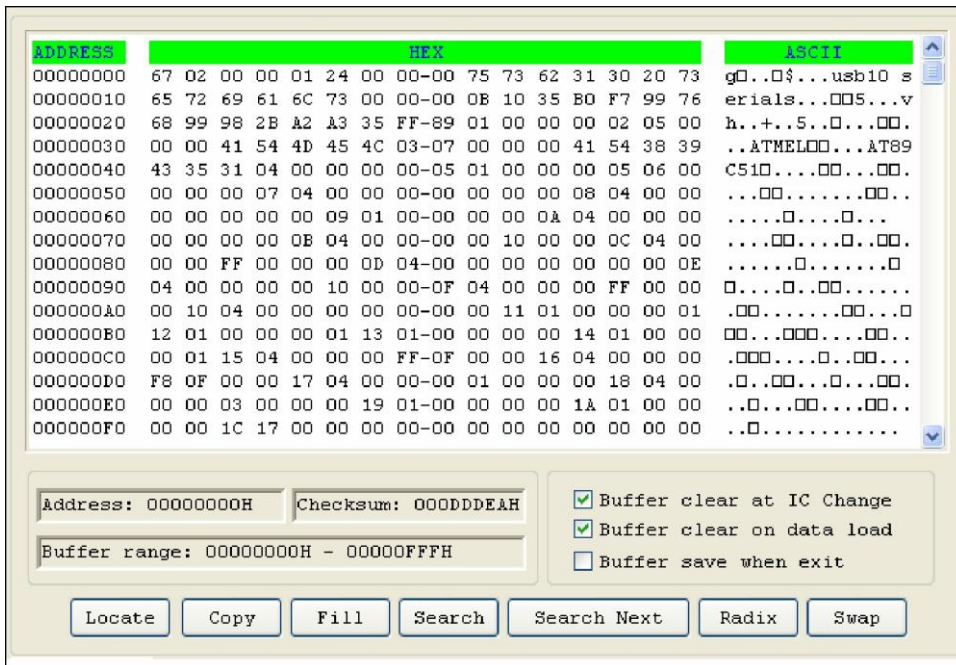 ADDRESS HEX ASCII
00000000 67 02 00 00 01 24 00 00-00 75 73 62 31 30 20 73 g□..□$...usb10 s
00000010 65 72 69 61 6C 73 00 00-00 0B 10 35 B0 F7 99 76 erials...□□5...v
00000020 68 99 98 2B A2 A3 35 FF-89 01 00 00 00 02 05 00 h..+..5..□...□□.
00000030 00 00 41 54 4D 45 4C 03-07 00 00 00 41 54 38 39 ..ATMEL□□...AT89
00000040 43 35 31 04 00 00 00 00-05 01 00 00 00 05 06 00 C51□....□□...□□.
00000050 00 00 00 07 04 00 00 00-00 00 00 00 08 04 00 00 ...□□.......□□..
00000060 00 00 00 00 00 09 01 00-00 00 00 0A 04 00 00 00 .....□....□...
00000070 00 00 00 00 0B 04 00 00-00 00 10 00 00 0C 04 00 ....□□....□..□□.
00000080 00 00 FF 00 00 00 0D 04-00 00 00 00 00 00 00 0E .......□.......□
00000090 04 00 00 00 00 10 00 00-0F 04 00 00 00 FF 00 00 □....□..□□......
000000A0 00 10 04 00 00 00 00 00-00 00 11 01 00 00 00 01 .□□.......□□...□
000000B0 12 01 00 00 00 01 13 01-00 00 00 00 14 01 00 00 □□...□□□....□□..
000000C0 00 01 15 04 00 00 00 FF-0F 00 00 16 04 00 00 00 .□□□....□..□□...
000000D0 F8 0F 00 00 17 04 00 00-00 01 00 00 00 18 04 00 .□..□□...□...□□.
000000E0 00 00 03 00 00 00 19 01-00 00 00 00 1A 01 00 00 ..□...□□....□□..
000000F0 00 00 1C 17 00 00 00 00-00 00 00 00 00 00 00 00 ..□.............
Address: 00000000H Checksum: 000DDDEAH
Buffer range: 00000000H - 00000FFFH
Buffer clear at IC Change
Buffer clear on data load
Buffer save when exit
Locate Copy Fill Search Search Next Radix Swap